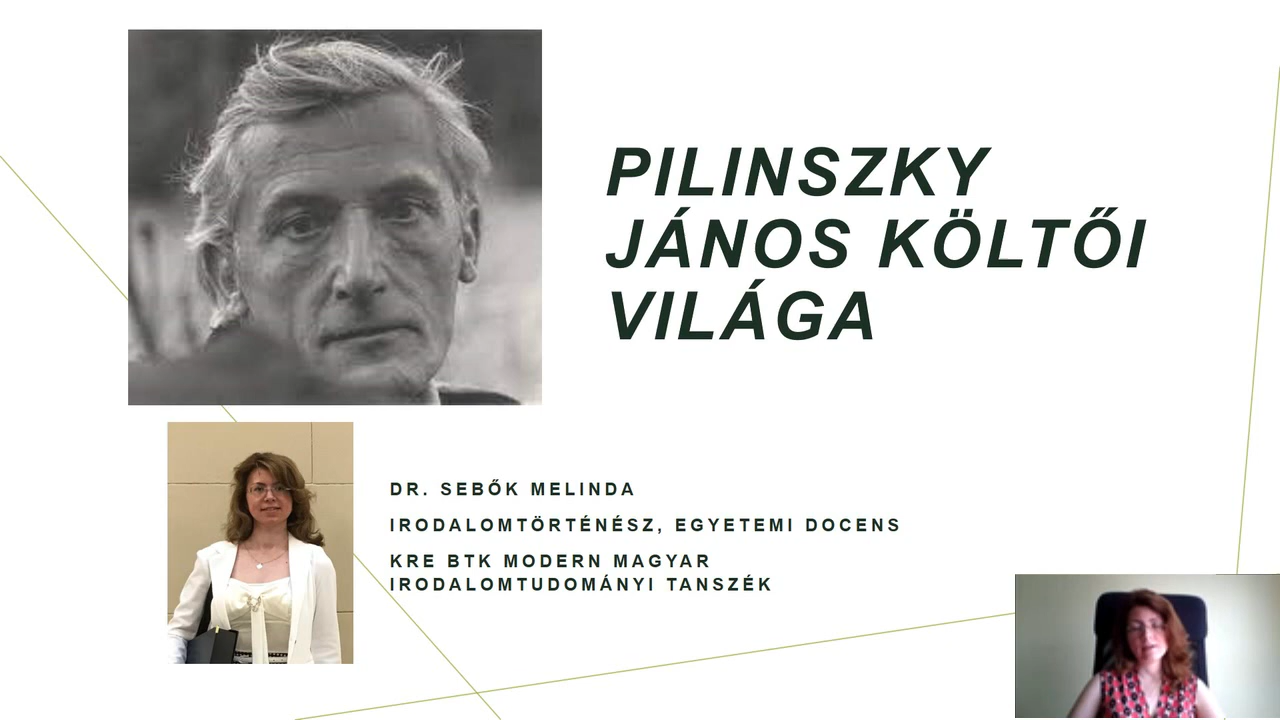 PILINSZKY
JÁNOS KÖLTŐI
VILÁGA
DR. SEBŐK MELINDA
IRODALOMTÖRTÉNÉSZ, EGYETEMI DOCENS
KRE BTK MODERN MAGYAR
IRODALOMTUDOMÁNYI TANSZÉK